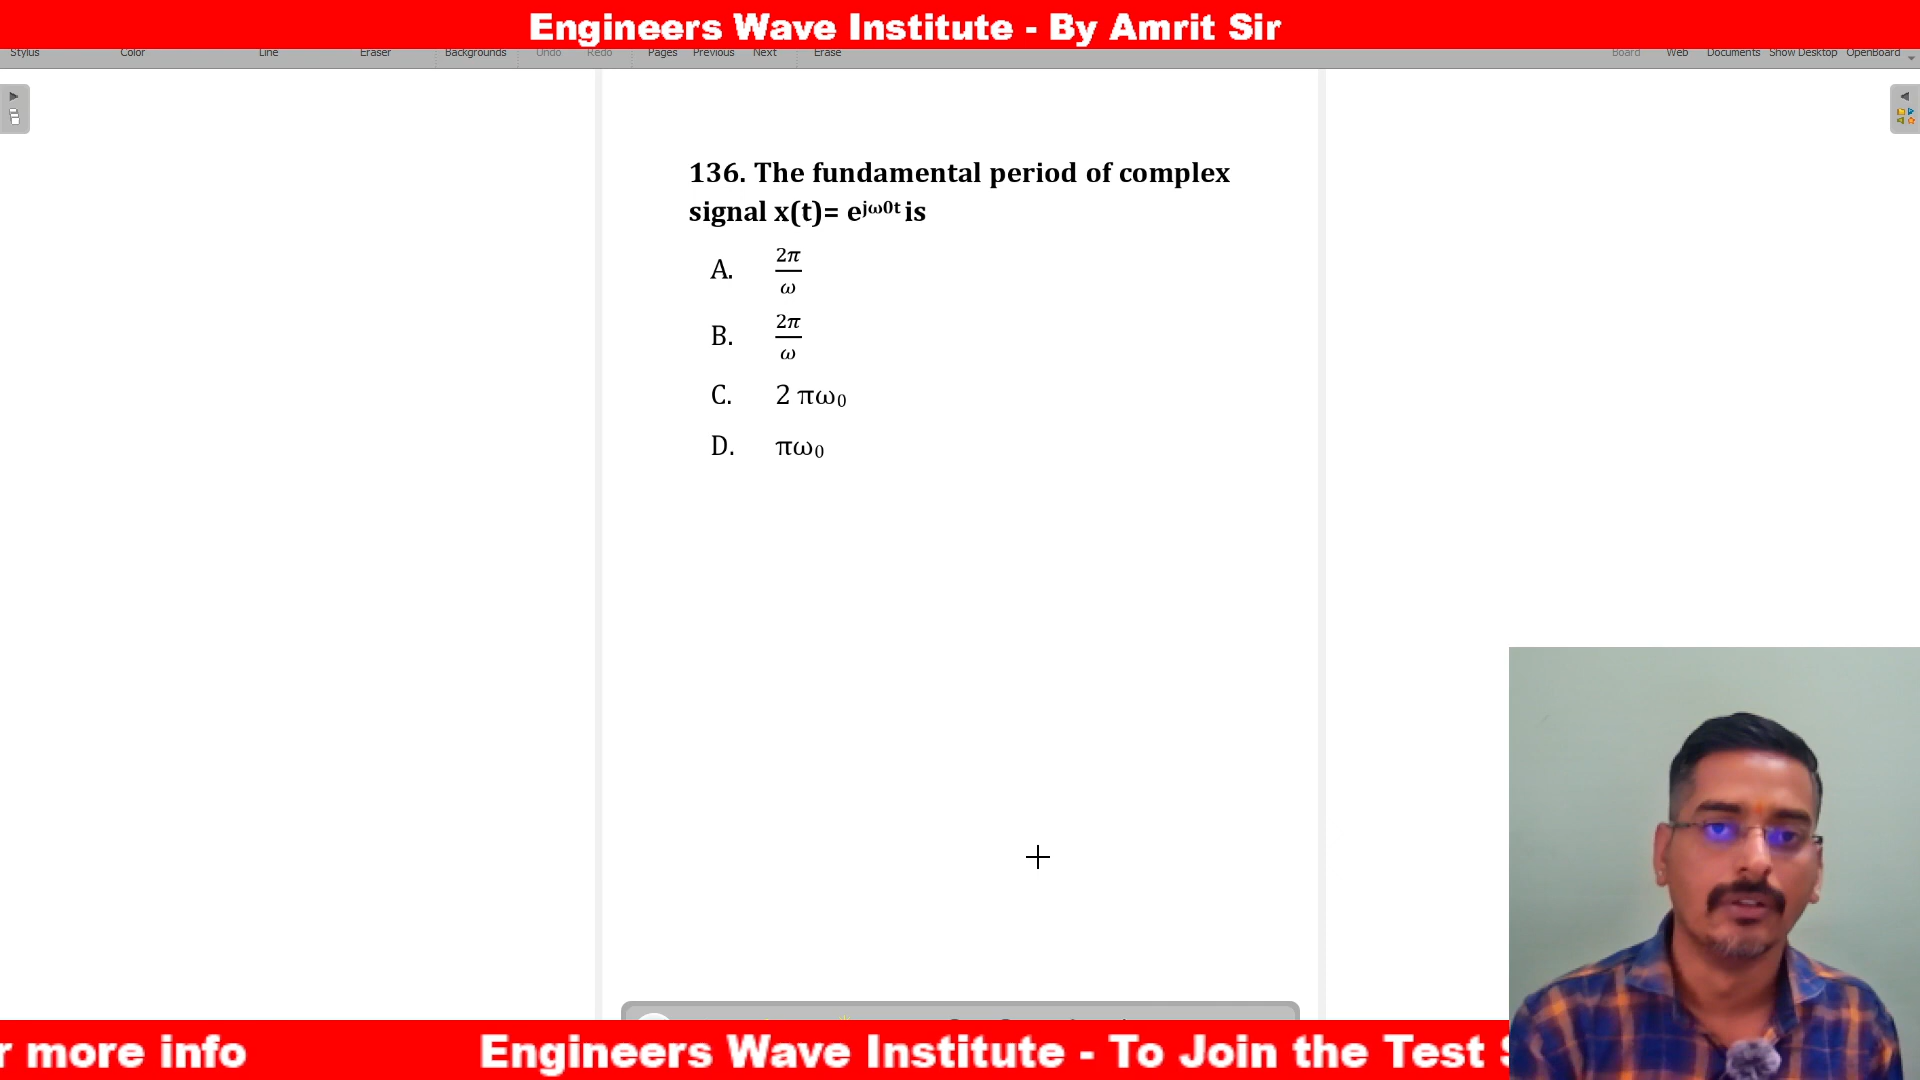 Engineers Wave Institute - By Amrit Sir
Stylus Color Line Eraser Backgrounds Undo Redo Pages Previous Next Erase Board Web Documents Show Desktop OpenBoard
136. The fundamental period of complex
signal x(t)= e^jω0t is
A. 2π/ω
B. 2π/ω
C. 2 πω₀
D. πω₀
r more info Engineers Wave Institute - To Join the Test